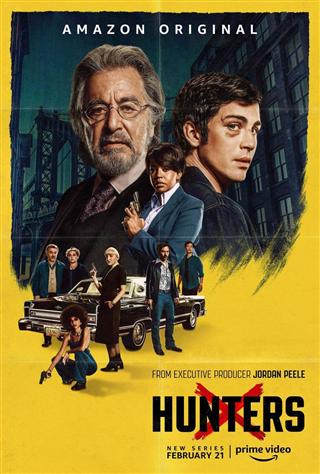 AMAZON ORIGINAL
FROM EXECUTIVE PRODUCER JORDAN PEELE
HUNTERS
NEW SERIES
FEBRUARY 21
prime video